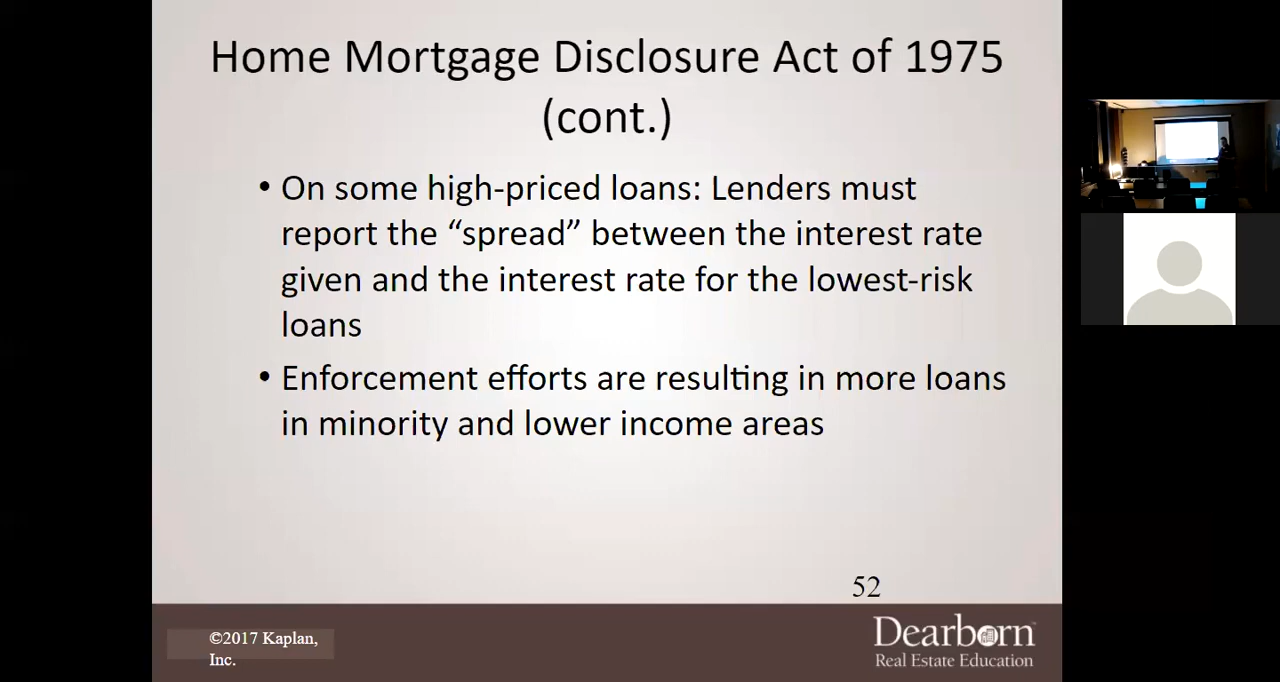 Home Mortgage Disclosure Act of 1975
(cont.)
• On some high-priced loans: Lenders must
report the “spread” between the interest rate
given and the interest rate for the lowest-risk
loans
• Enforcement efforts are resulting in more loans
in minority and lower income areas
52
©2017 Kaplan,
Inc.
Dearborn™
Real Estate Education